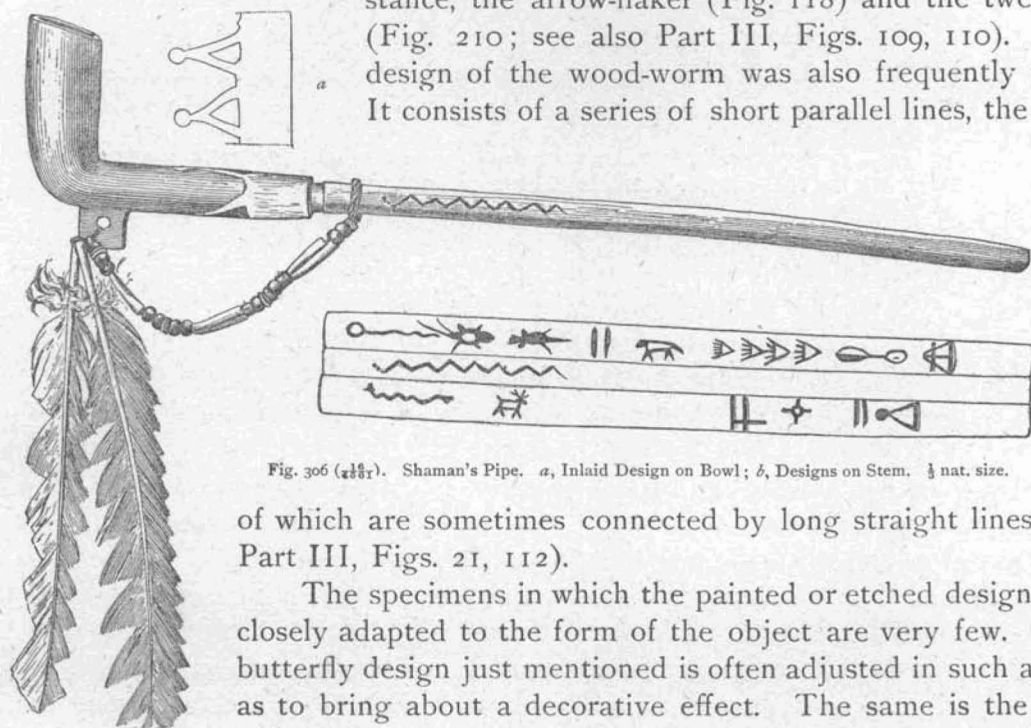 stance, the arrow-flaker (Fig. 118) and the two
(Fig. 210; see also Part III, Figs. 109, 110).
design of the wood-worm was also frequently
It consists of a series of short parallel lines, the
a
Fig. 306. Shaman's Pipe. a, Inlaid Design on Bowl; b, Designs on Stem. ⅓ nat. size.
of which are sometimes connected by long straight lines
Part III, Figs. 21, 112).
The specimens in which the painted or etched design
closely adapted to the form of the object are very few.
butterfly design just mentioned is often adjusted in such a
as to bring about a decorative effect. The same is the